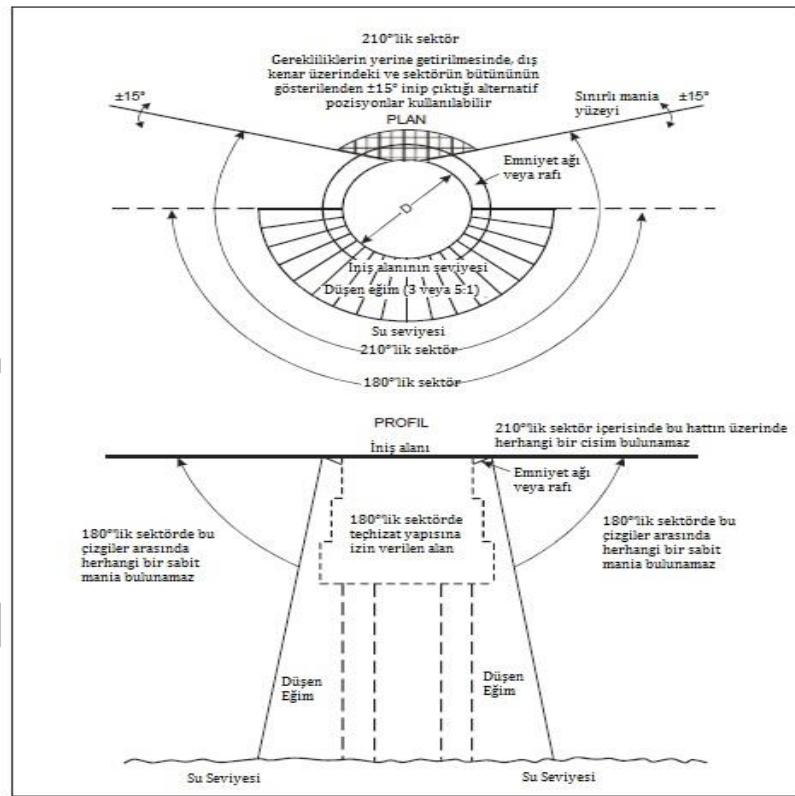 210°'lik sektör
Gerekliliklerin yerine getirilmesinde, dış
kenar üzerindeki ve sektörün bütününün
gösterilenden ±15° inip çıktığı alternatif
pozisyonlar kullanılabilir
PLAN
±15°
Sınırlı mania
yüzeyi
±15°
Emniyet ağı
veya rafı
D
İniş alanının seviyesi
Düşen eğim (3 veya 5:1)
Su seviyesi
210°'lik sektör
180°'lik sektör
PROFIL
İniş alanı
210°'lik sektör içerisinde bu hattın üzerinde
herhangi bir cisim bulunamaz
Emniyet ağı
veya rafı
180°'lik sektörde bu
çizgiler arasında
herhangi bir sabit
mania bulunamaz
180°'lik sektörde
teçhizat yapısına
izin verilen alan
180°'lik sektörde bu
çizgiler arasında
herhangi bir sabit
mania bulunamaz
Düşen
Eğim
Düşen
Eğim
Su Seviyesi
Su Seviyesi